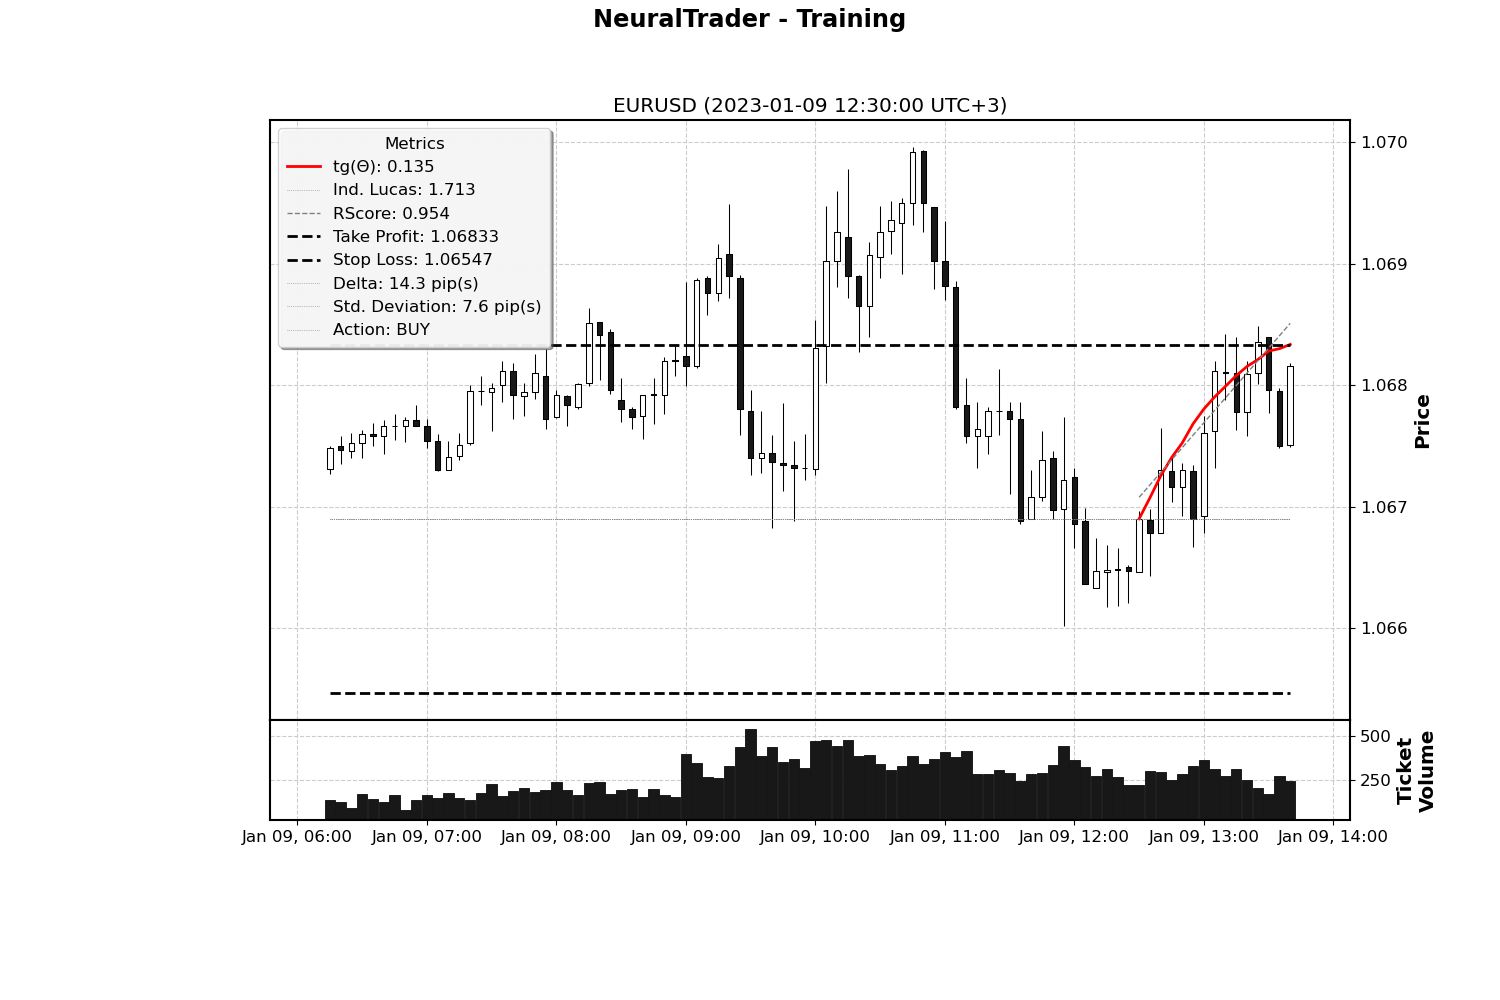 NeuralTrader - Training
EURUSD (2023-01-09 12:30:00 UTC+3)
Metrics
tg(Θ): 0.135
Ind. Lucas: 1.713
RScore: 0.954
Take Profit: 1.06833
Stop Loss: 1.06547
Delta: 14.3 pip(s)
Std. Deviation: 7.6 pip(s)
Action: BUY
1.070
1.069
1.068
1.067
1.066
Price
500
250
Ticket
Volume
Jan 09, 06:00
Jan 09, 07:00
Jan 09, 08:00
Jan 09, 09:00
Jan 09, 10:00
Jan 09, 11:00
Jan 09, 12:00
Jan 09, 13:00
Jan 09, 14:00